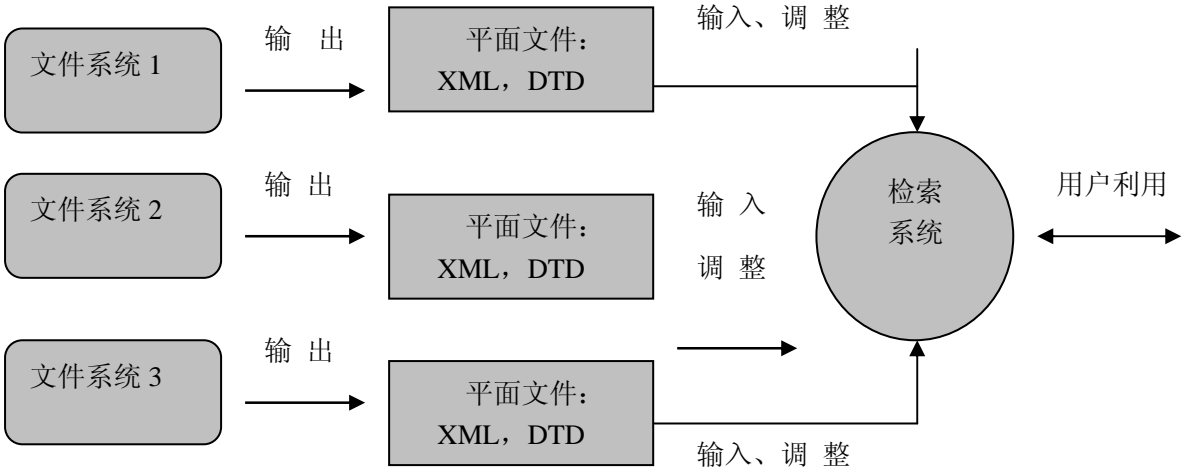 输 出
平面文件：
XML，DTD
输入、调 整
文件系统 1
输 出
平面文件：
XML，DTD
输 入
调 整
检索
系统
用户利用
文件系统 2
输 出
平面文件：
XML，DTD
输入、调 整
文件系统 3